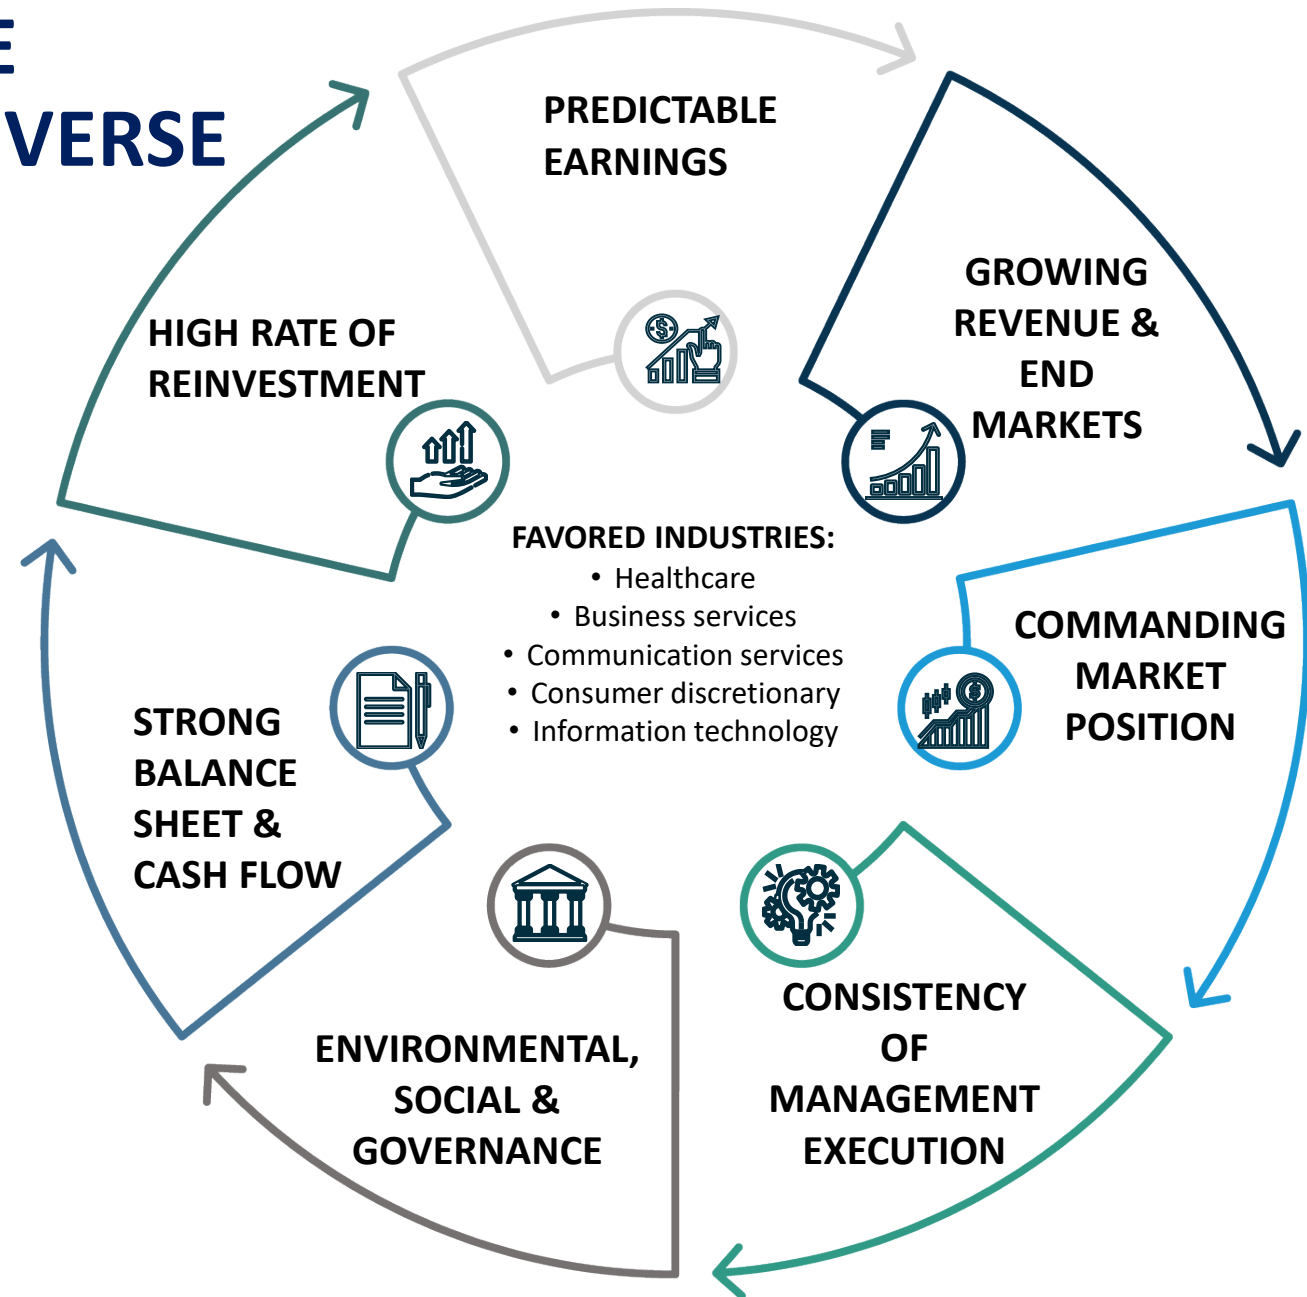 E
VERSE
PREDICTABLE
EARNINGS
GROWING
REVENUE &
END
MARKETS
COMMANDING
MARKET
POSITION
CONSISTENCY
OF
MANAGEMENT
EXECUTION
ENVIRONMENTAL,
SOCIAL &
GOVERNANCE
STRONG
BALANCE
SHEET &
CASH FLOW
HIGH RATE OF
REINVESTMENT
FAVORED INDUSTRIES:
• Healthcare
• Business services
• Communication services
• Consumer discretionary
• Information technology